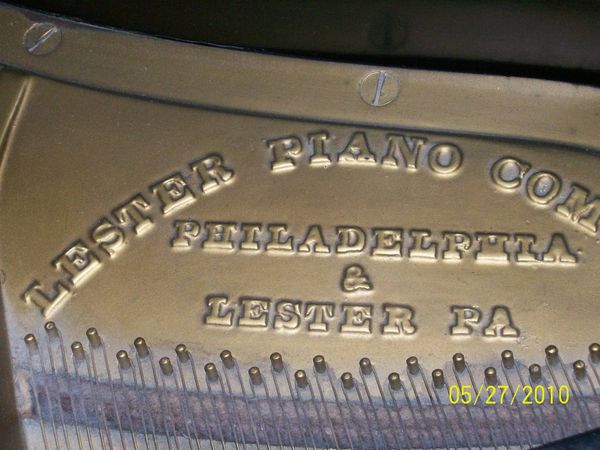 LESTER PIANO COM
PHILADELPHIA
&
LESTER PA
05/27/2010